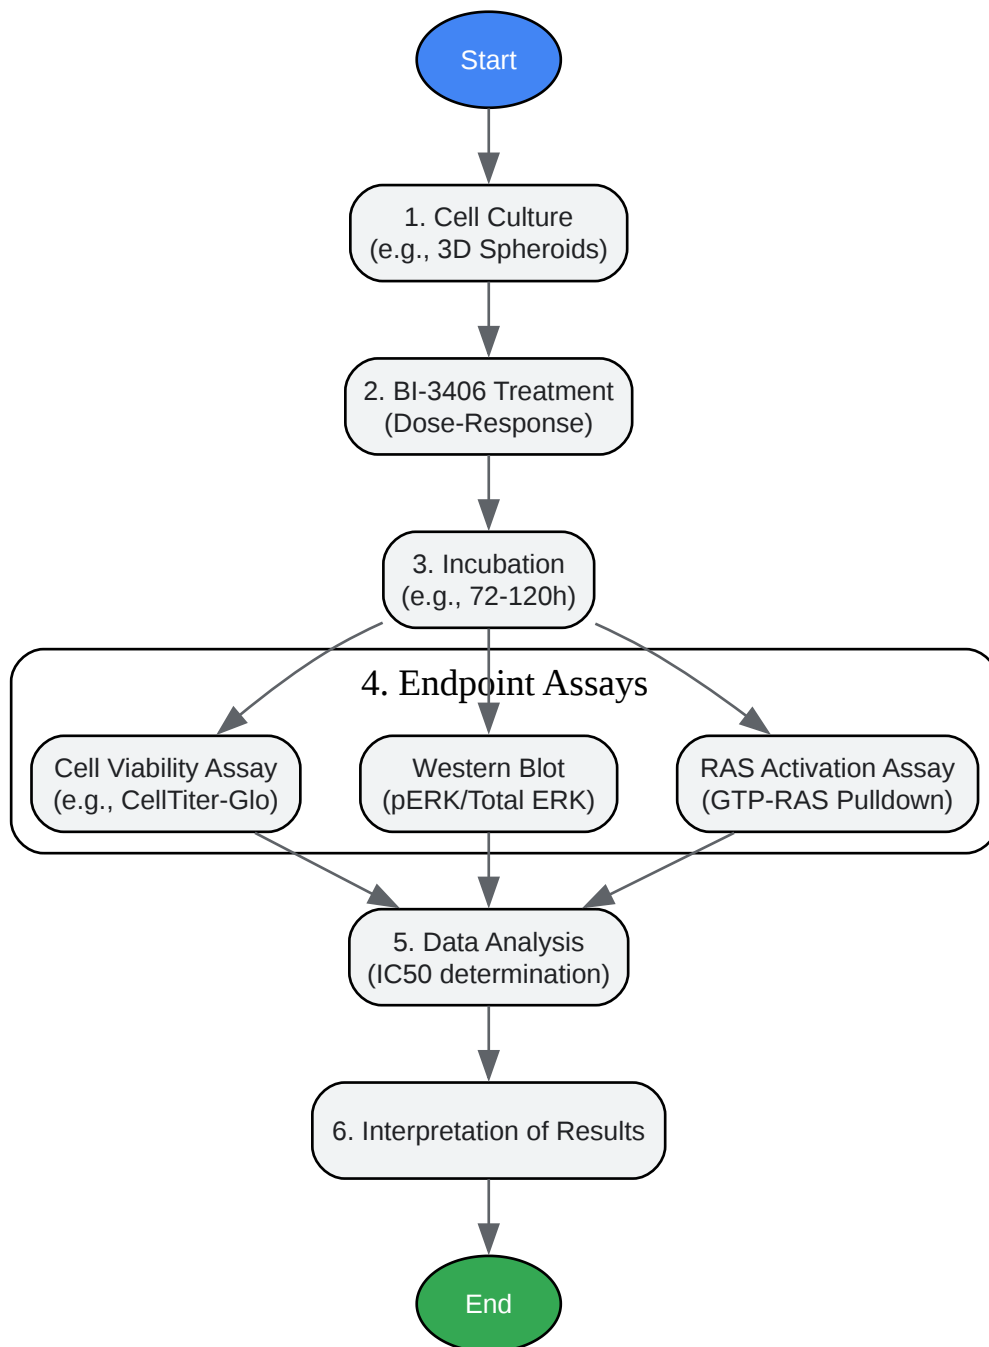 Start
1. Cell Culture
(e.g., 3D Spheroids)
2. BI-3406 Treatment
(Dose-Response)
3. Incubation
(e.g., 72-120h)
4. Endpoint Assays
Cell Viability Assay
(e.g., CellTiter-Glo)
Western Blot
(pERK/Total ERK)
RAS Activation Assay
(GTP-RAS Pulldown)
5. Data Analysis
(IC50 determination)
6. Interpretation of Results
End